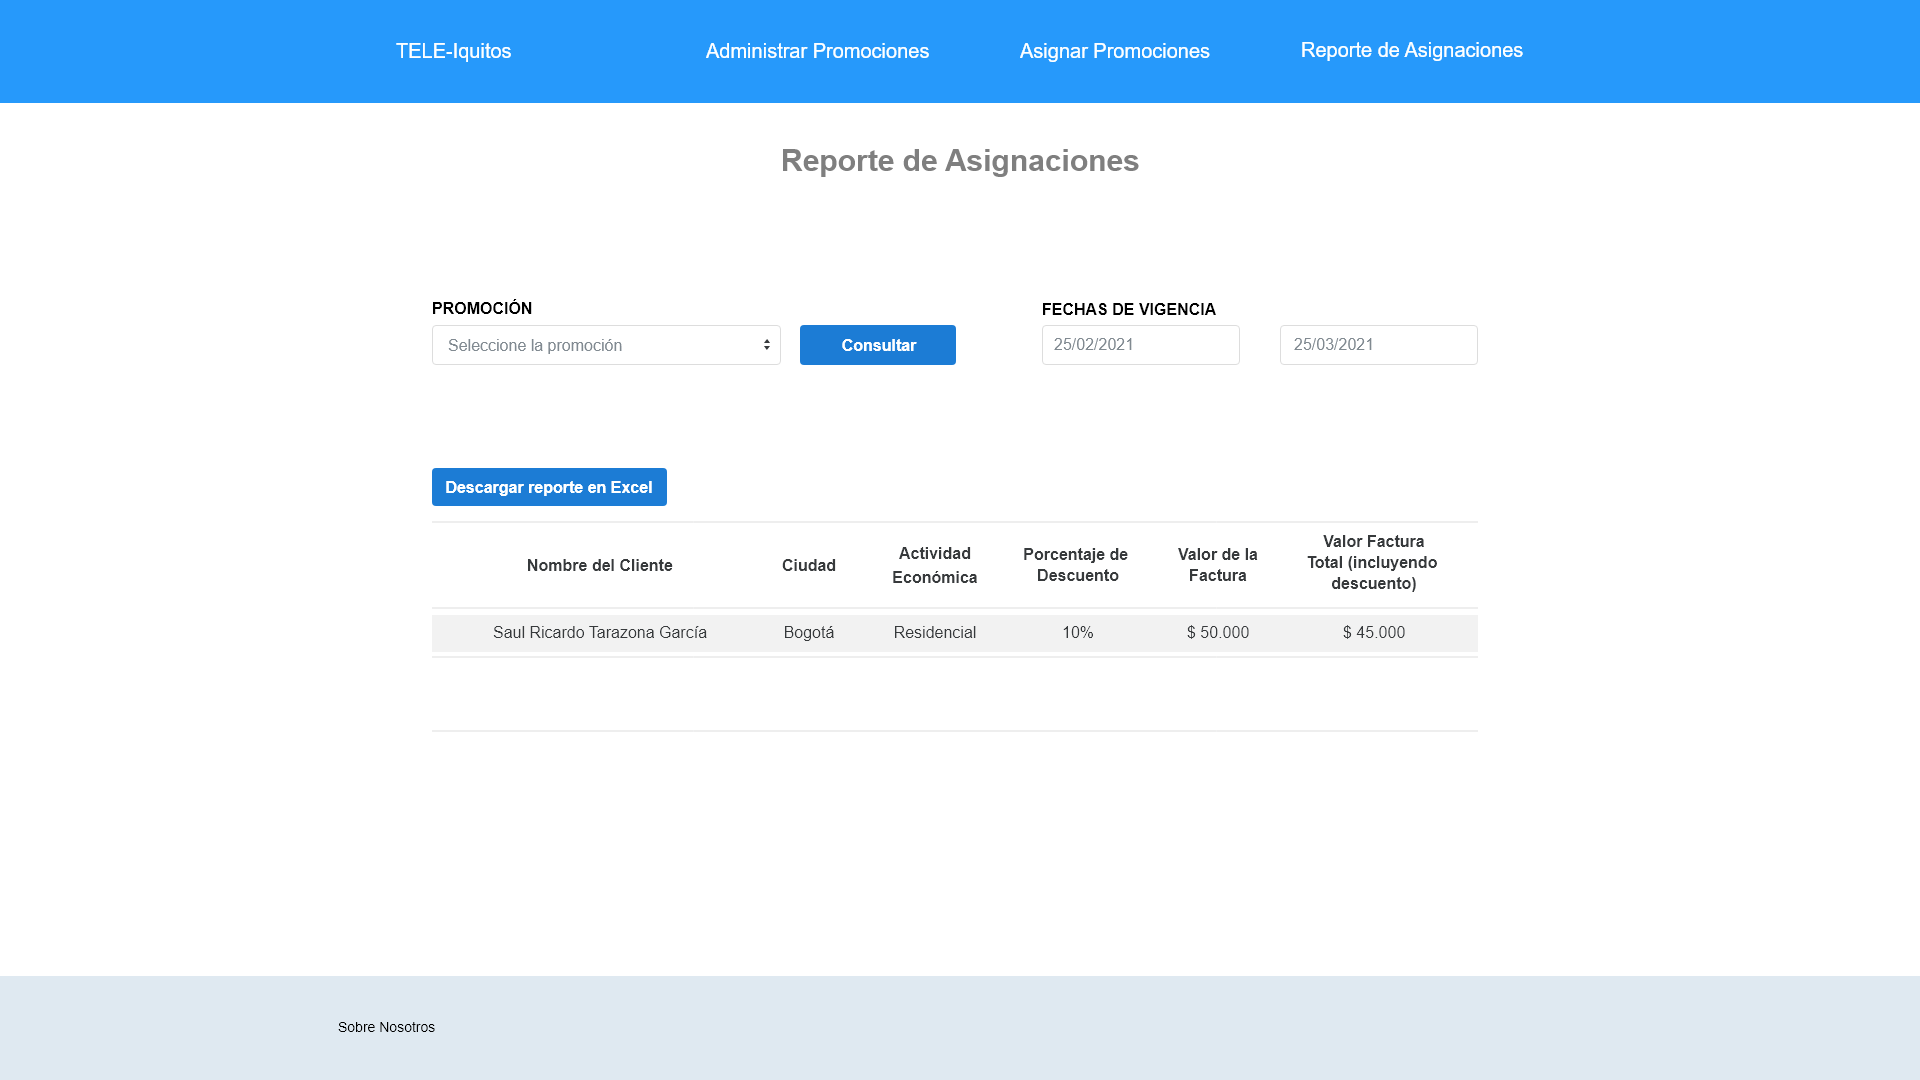 TELE-Iquitos
Administrar Promociones
Asignar Promociones
Reporte de Asignaciones
Reporte de Asignaciones
PROMOCIÓN
Seleccione la promoción
Consultar
FECHAS DE VIGENCIA
25/02/2021
25/03/2021
Descargar reporte en Excel
Nombre del Cliente
Ciudad
Actividad
Económica
Porcentaje de
Descuento
Valor de la
Factura
Valor Factura
Total (incluyendo
descuento)
Saul Ricardo Tarazona García
Bogotá
Residencial
10%
$ 50.000
$ 45.000
Sobre Nosotros